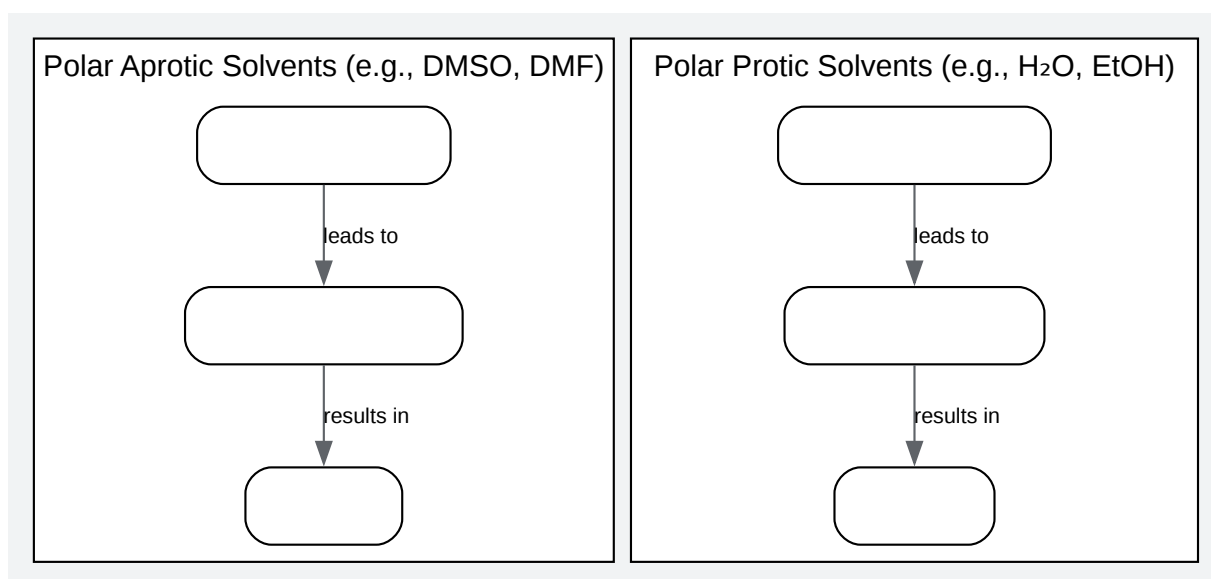 Polar Aprotic Solvents (e.g., DMSO, DMF)
leads to
results in
Polar Protic Solvents (e.g., H₂O, EtOH)
leads to
results in